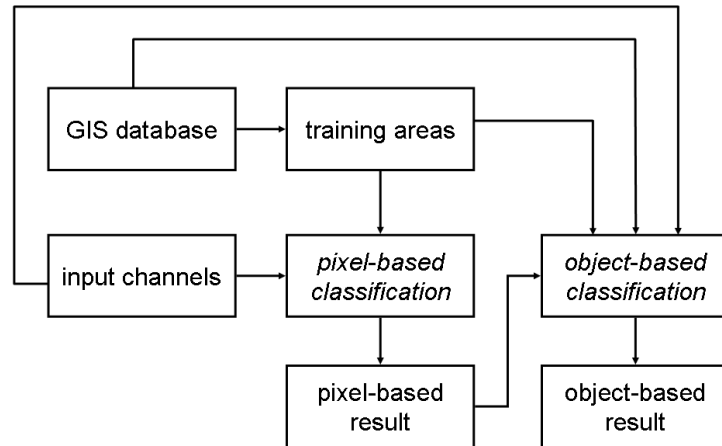 GIS database
training areas
input channels
pixel-based
classification
object-based
classification
pixel-based
result
object-based
result